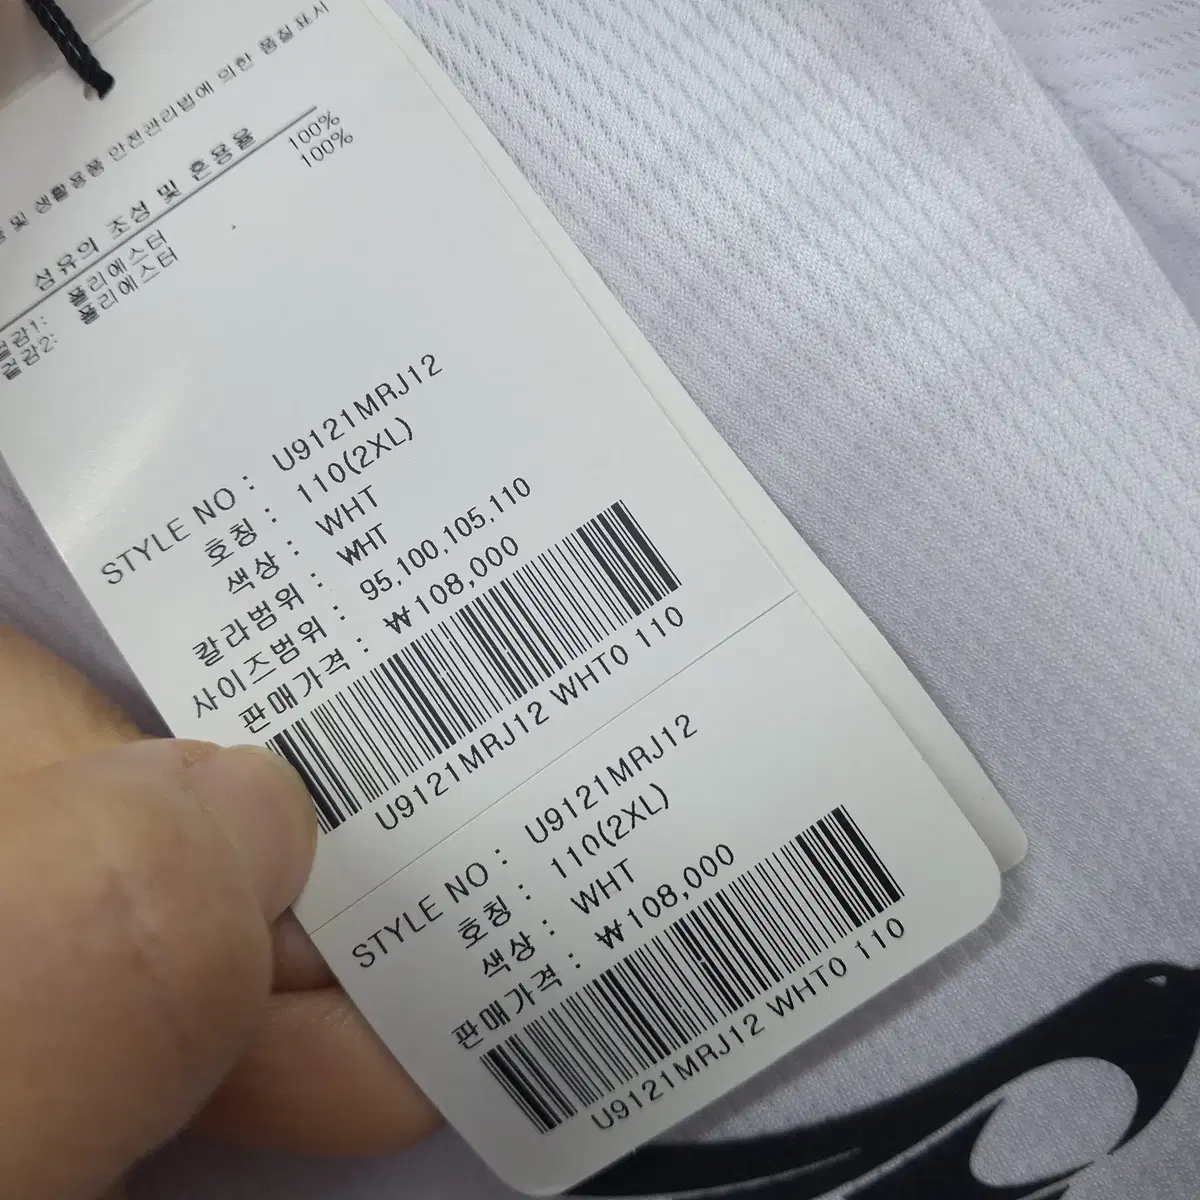 및 생활용품 안전관리법에 의한 품질표시
섬유의 조성 및 혼용율
겉감1: 폴리에스터 100%
겉감2: 폴리에스터 100%
STYLE NO : U9121MRJ12
호칭 : 110(2XL)
색상 : WHT
칼라범위 : WHT
사이즈범위 : 95,100,105,110
판매가격 : ₩108,000
U9121MRJ12 WHT0 110
STYLE NO : U9121MRJ12
호칭 : 110(2XL)
색상 : WHT
판매가격 : ₩108,000
U9121MRJ12 WHT0 110